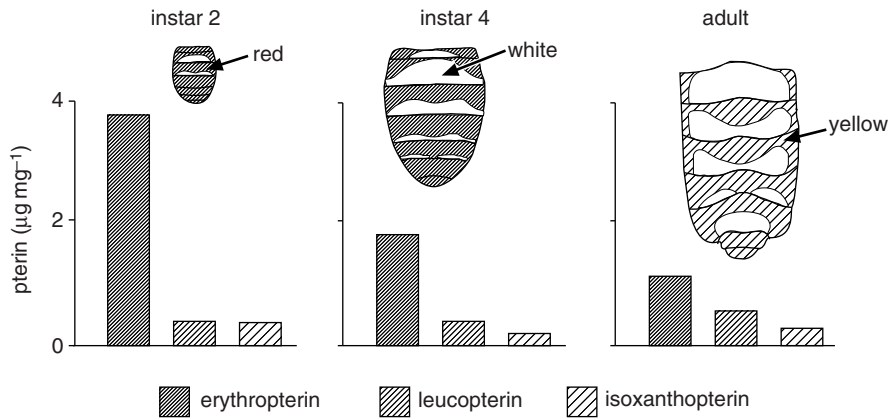 instar 2
instar 4
adult
red
white
yellow
4
2
0
pterin (µg mg⁻¹)
erythropterin
leucopterin
isoxanthopterin